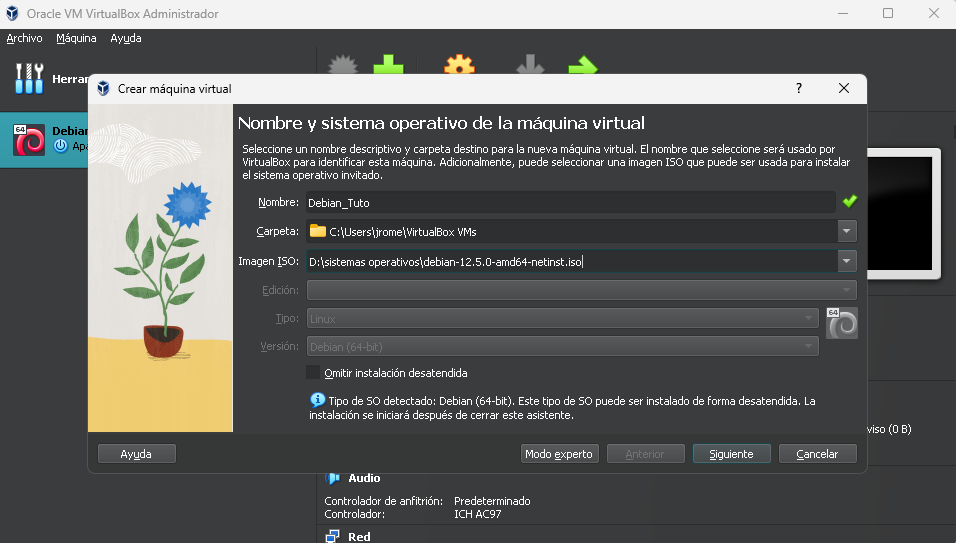 Oracle VM VirtualBox Administrador
Archivo Máquina Ayuda
Herrar
Crear máquina virtual ?
64
Debian
Apa
Nombre y sistema operativo de la máquina virtual
Seleccione un nombre descriptivo y carpeta destino para la nueva máquina virtual. El nombre que seleccione será usado por
VirtualBox para identificar esta máquina. Adicionalmente, puede seleccionar una imagen ISO que puede ser usada para instalar
el sistema operativo invitado.
Nombre: Debian_Tuto
Carpeta: C:\Users\jrome\VirtualBox VMs
Imagen ISO: D:\sistemas operativos\debian-12.5.0-amd64-netinst.iso
Edición:
Tipo: Linux
64
Versión: Debian (64-bit)
Omitir instalación desatendida
Tipo de SO detectado: Debian (64-bit). Este tipo de SO puede ser instalado de forma desatendida. La
instalación se iniciará después de cerrar este asistente.
viso (0 B)
Ayuda Modo experto Anterior Siguiente Cancelar
Audio
Controlador de anfitrión: Predeterminado
Controlador: ICH AC97
Red